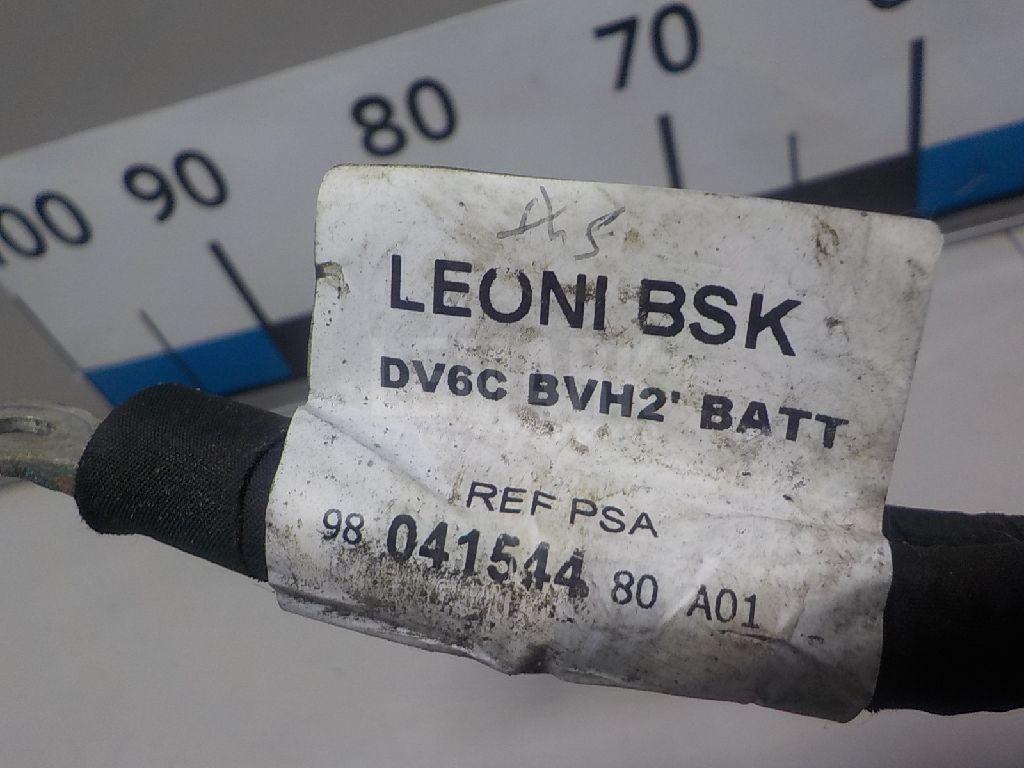 100 90 80 70
LEONI BSK
DV6C BVH2' BATT
REF PSA
98 041544 80 A01